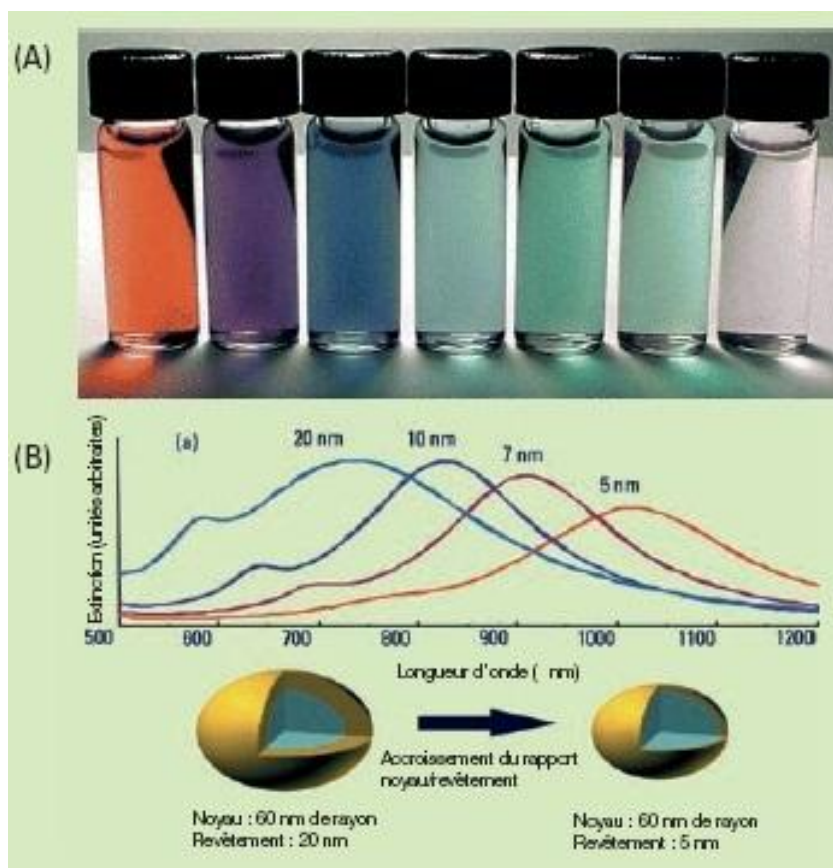 (A)
(B)
(a)
20 nm
10 nm
7 nm
5 nm
Extinction (unités arbitraites)
500 600 700 800 900 1000 1100 1200
Longueur d'onde ( nm)
Accroissement du rapport
noyau/revêtement
Noyau : 60 nm de rayon
Revêtement : 20 nm
Noyau : 60 nm de rayon
Revêtement : 5 nm